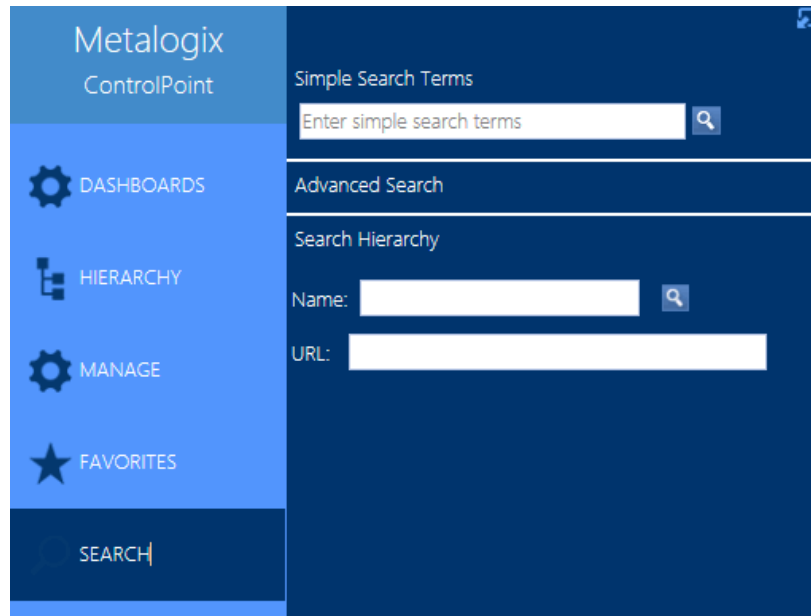 Metalogix
ControlPoint
DASHBOARDS
HIERARCHY
MANAGE
FAVORITES
SEARCH
Simple Search Terms
Enter simple search terms
Advanced Search
Search Hierarchy
Name:
URL: